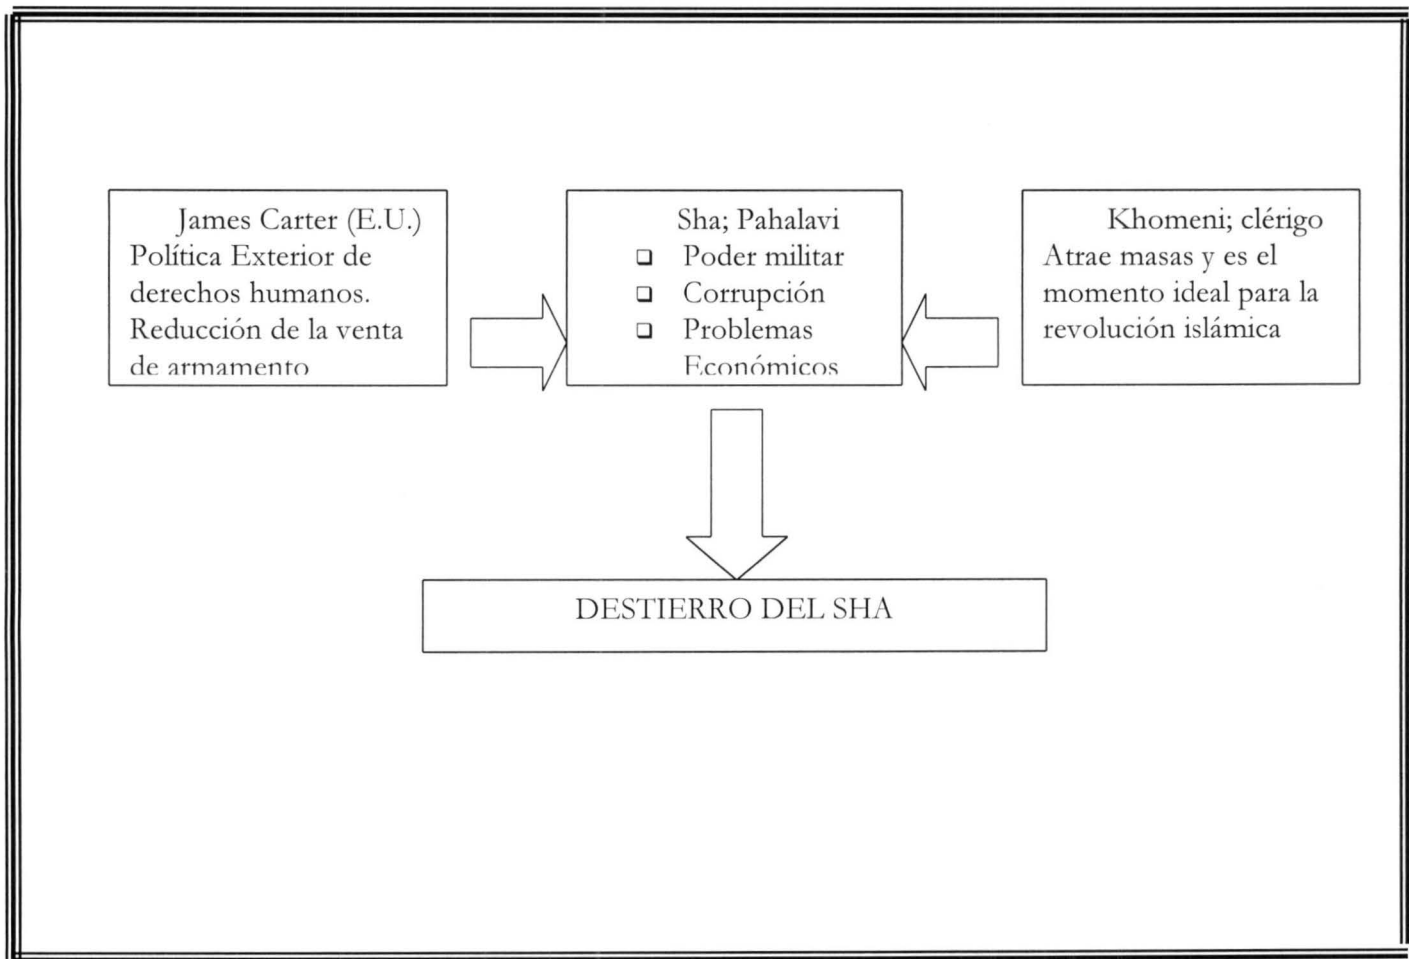 James Carter (E.U.)
Política Exterior de
derechos humanos.
Reducción de la venta
de armamento
Sha; Pahalavi
Poder militar
Corrupción
Problemas
Económicos
Khomeni; clérigo
Atrae masas y es el
momento ideal para la
revolución islámica
DESTIERRO DEL SHA